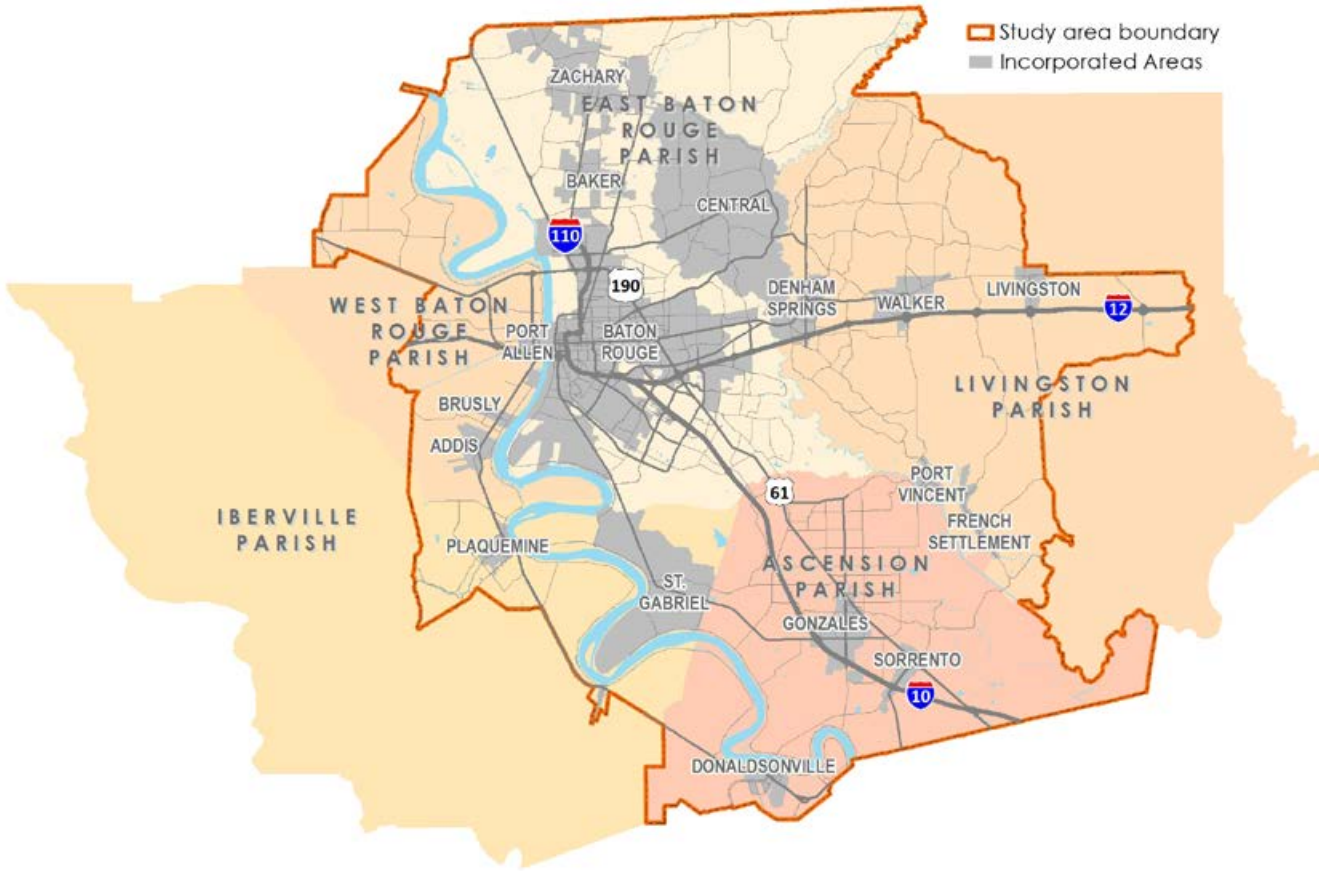 Study area boundary
Incorporated Areas
ZACHARY
EAST BATON
ROUGE
PARISH
BAKER
CENTRAL
110
190
DENHAM
SPRINGS
WALKER
LIVINGSTON
12
WEST BATON
ROUGE
PARISH
PORT
ALLEN
BATON
ROUGE
LIVINGSTON
PARISH
BRUSLY
ADDIS
61
PORT
VINCENT
FRENCH
SETTLEMENT
IBERVILLE
PARISH
PLAQUEMINE
ASCENSION
PARISH
ST.
GABRIEL
GONZALES
SORRENTO
10
DONALDSONVILLE